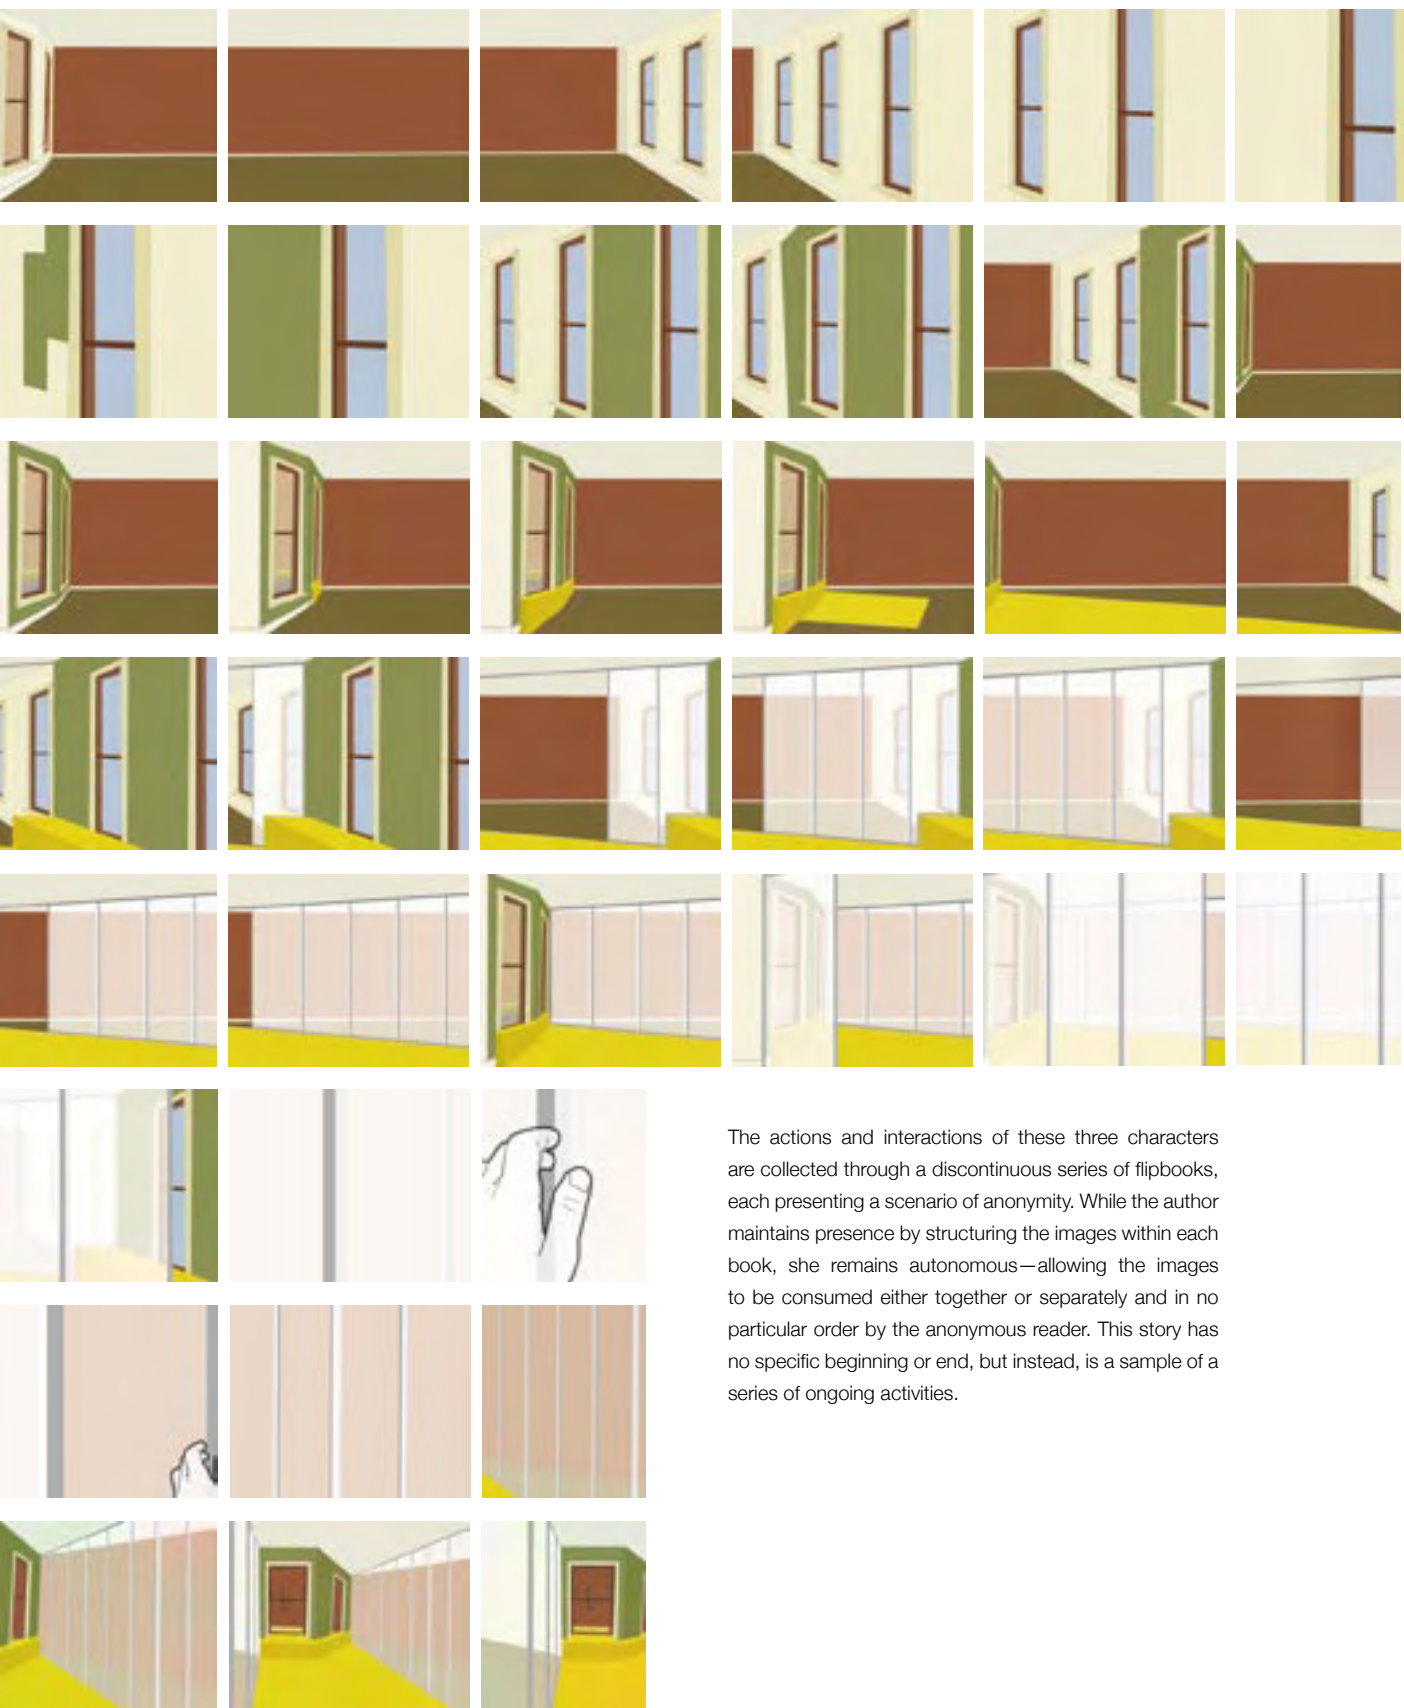 The actions and interactions of these three characters
are collected through a discontinuous series of flipbooks,
each presenting a scenario of anonymity. While the author
maintains presence by structuring the images within each
book, she remains autonomous—allowing the images
to be consumed either together or separately and in no
particular order by the anonymous reader. This story has
no specific beginning or end, but instead, is a sample of a
series of ongoing activities.